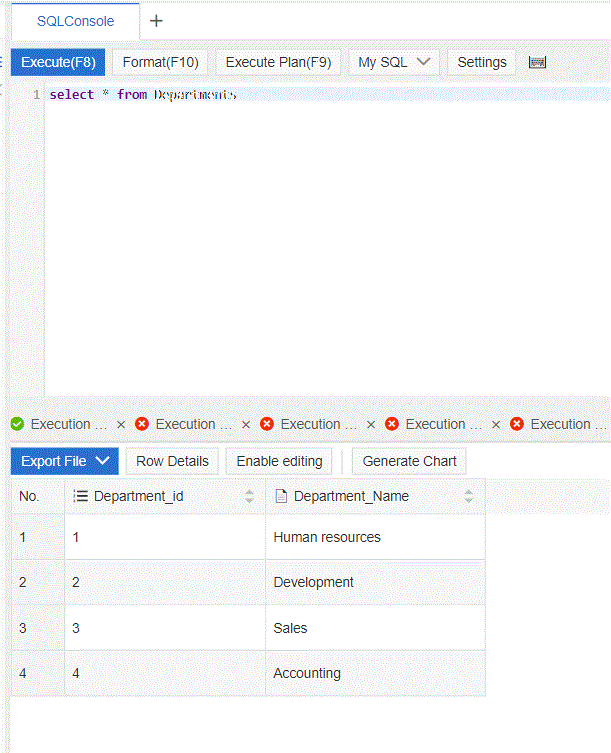 SQLConsole +
Execute(F8) Format(F10) Execute Plan(F9) My SQL Settings
1 select * from Departments
Execution ... × Execution ... × Execution ... × Execution ... × Execution ...
Export File Row Details Enable editing Generate Chart
No. Department_id Department_Name
1 1 Human resources
2 2 Development
3 3 Sales
4 4 Accounting